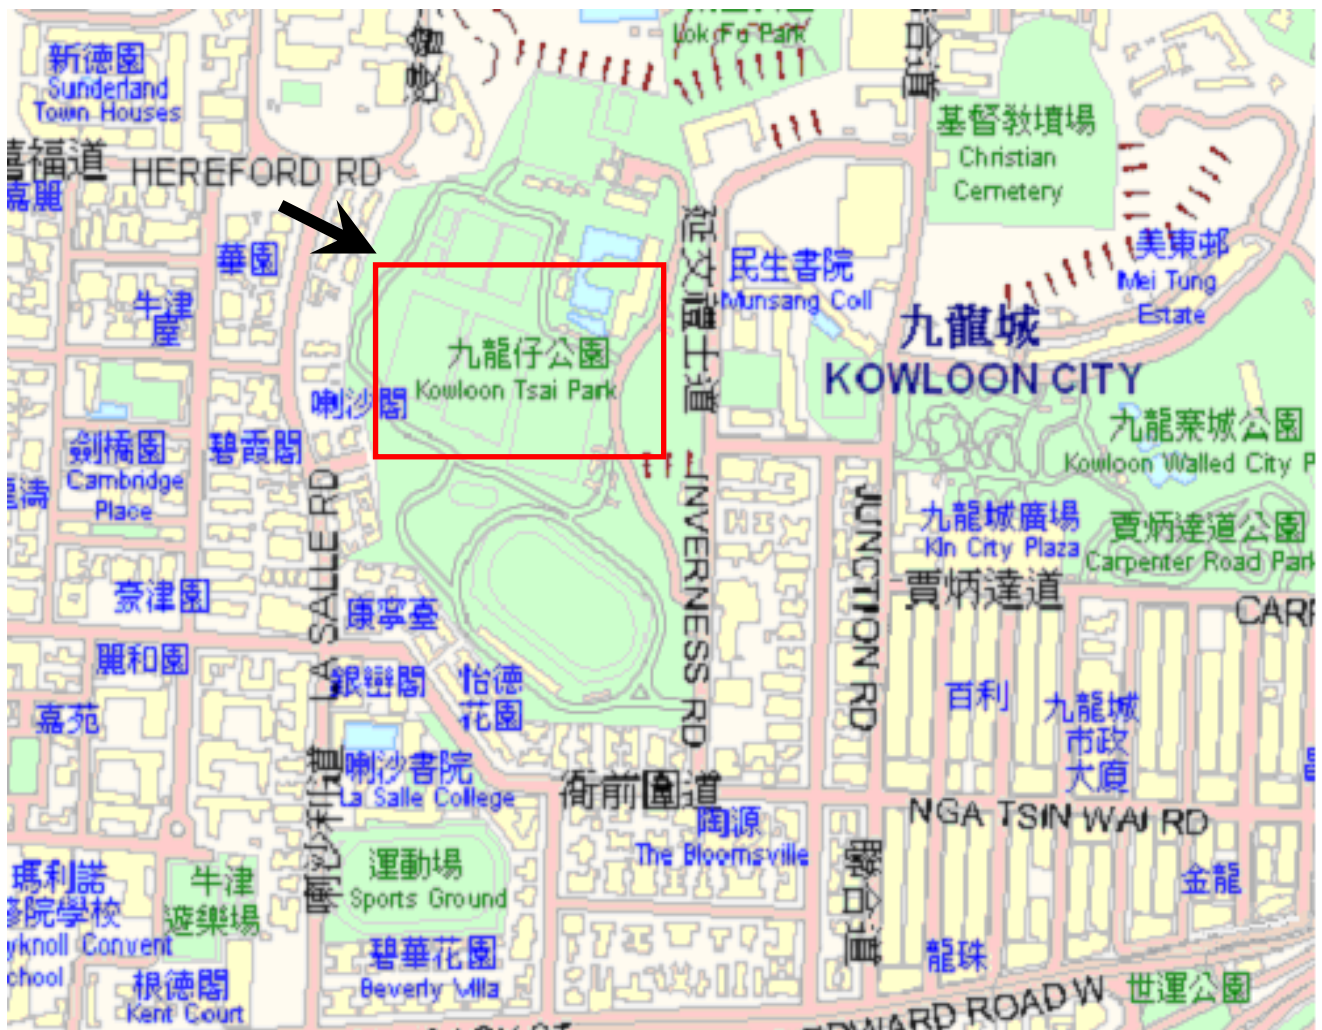 Lok Fu Park
新德園
Sunderland
Town Houses
聯合道
基督教墳場
Christian
Cemetery
喜福道
HEREFORD RD
嘉麗
華園
牛津
屋
延文禮士道
民生書院
Munsang Coll
美東邨
Mei Tung
Estate
九龍城
KOWLOON CITY
九龍仔公園
Kowloon Tsai Park
喇沙閣
劍橋園
Cambridge
Place
碧霞閣
九龍寨城公園
Kowloon Walled City P
九龍城廣場
Kln City Plaza
賈炳達道公園
Carpenter Road Park
賈炳達道
CARP
LA SALLE RD
INVERNESS RD
JUNCTION RD
豪津園
康寧臺
麗和園
銀巒閣
怡德
花園
嘉苑
百利
九龍城
市政
大廈
喇沙書院
La Salle College
衙前圍道
NGA TSIN WAI RD
陶源
The Bloomsville
喇沙利道
運動場
Sports Ground
聯合道
金龍
瑪利諾
修院學校
ryknoll Convent
chool
牛津
遊樂場
碧華花園
Beverly Villa
龍珠
根德閣
Kent Court
EDWARD ROAD W
世運公園